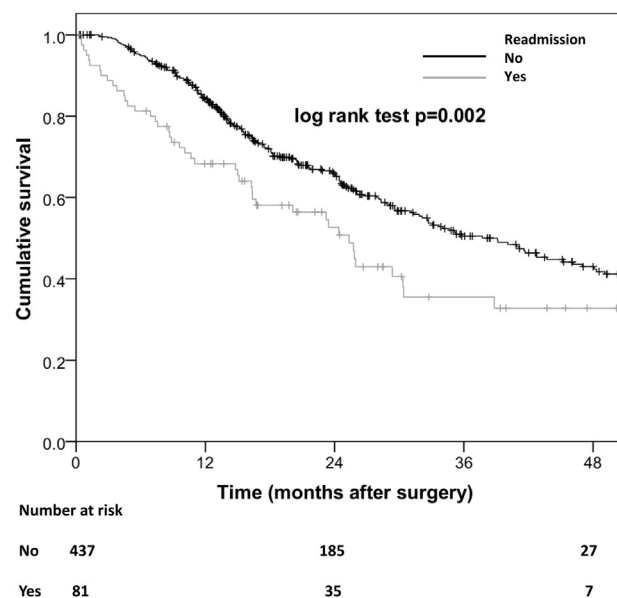 1.0
Readmission
No
Yes
0.8
log rank test p=0.002
0.6
Cumulative survival
0.4
0.2
0.0
0 12 24 36 48
Time (months after surgery)
Number at risk
No 437 185 27
Yes 81 35 7